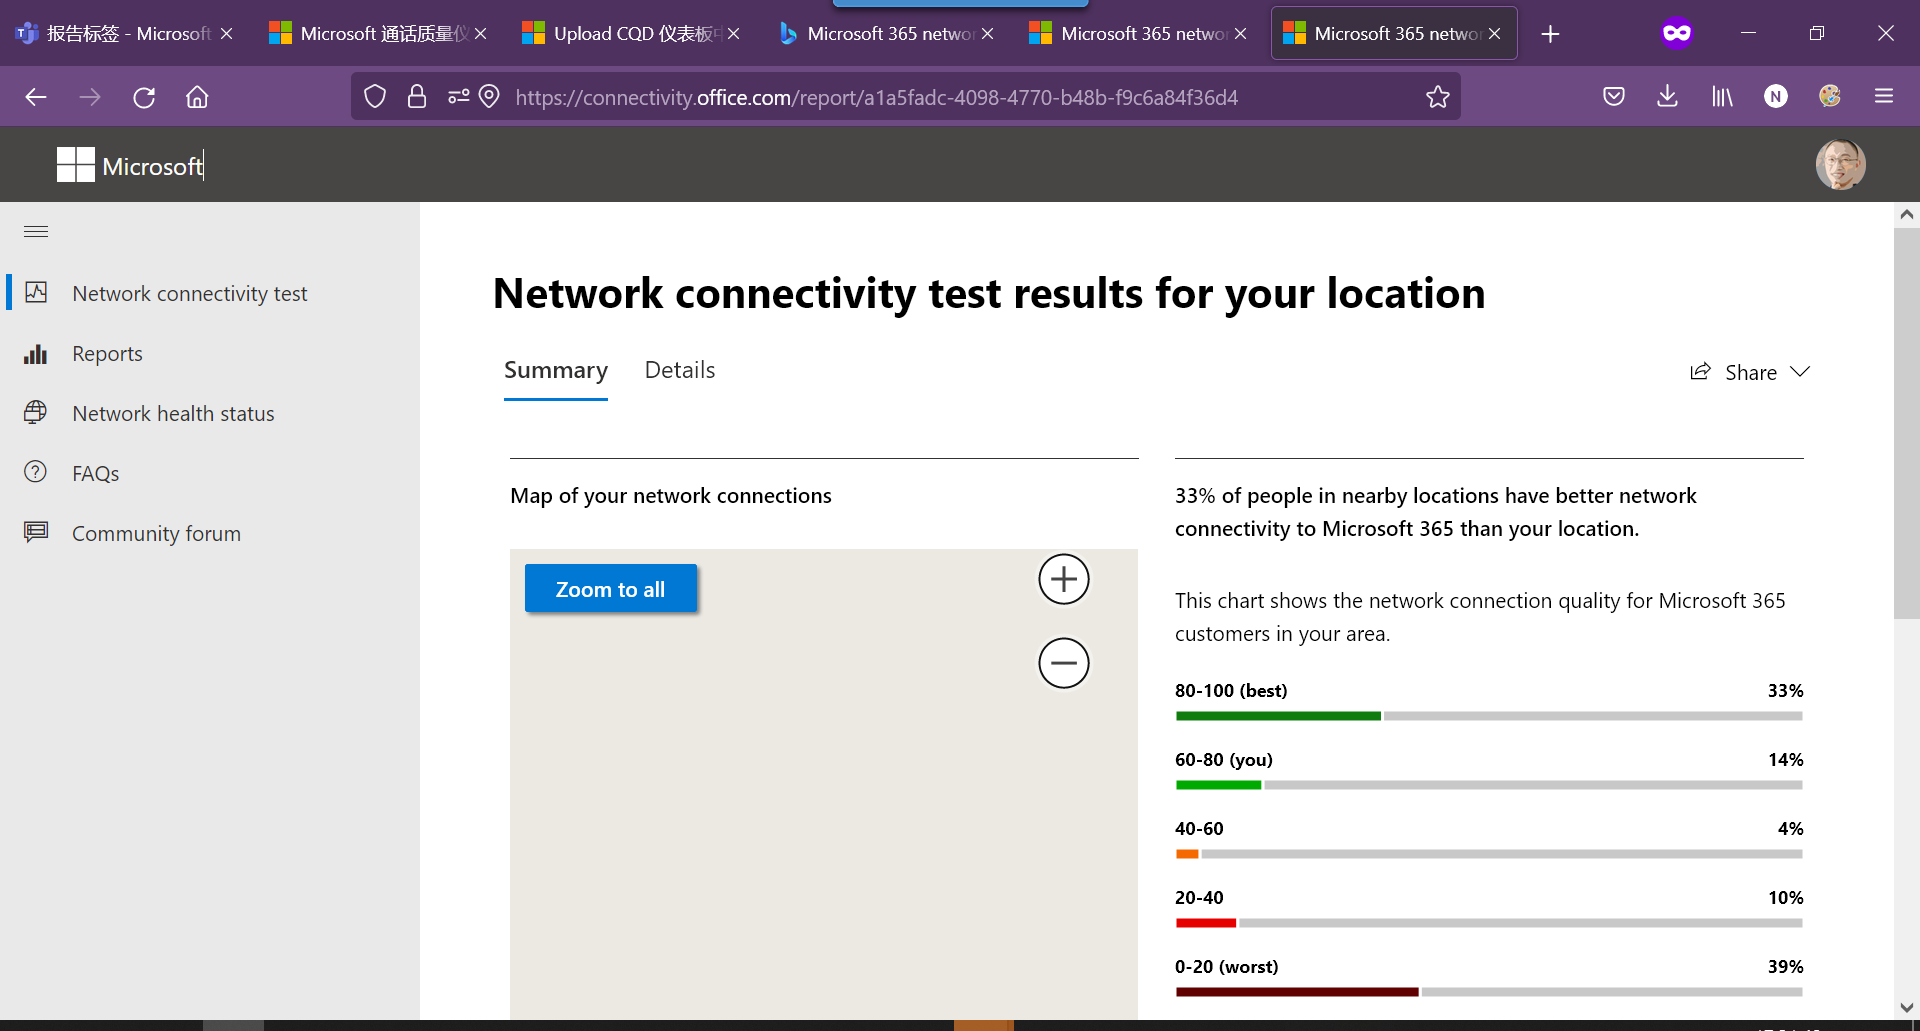 报告标签 - Microsoft
Microsoft 通话质量仪
Upload CQD 仪表板
Microsoft 365 networ
Microsoft 365 networ
Microsoft 365 networ
https://connectivity.office.com/report/a1a5fadc-4098-4770-b48b-f9c6a84f36d4
N
Microsoft
Network connectivity test
Reports
Network health status
FAQs
Community forum
Network connectivity test results for your location
Summary
Details
Share
Map of your network connections
Zoom to all
33% of people in nearby locations have better network
connectivity to Microsoft 365 than your location.
This chart shows the network connection quality for Microsoft 365
customers in your area.
80-100 (best) 33%
60-80 (you) 14%
40-60 4%
20-40 10%
0-20 (worst) 39%